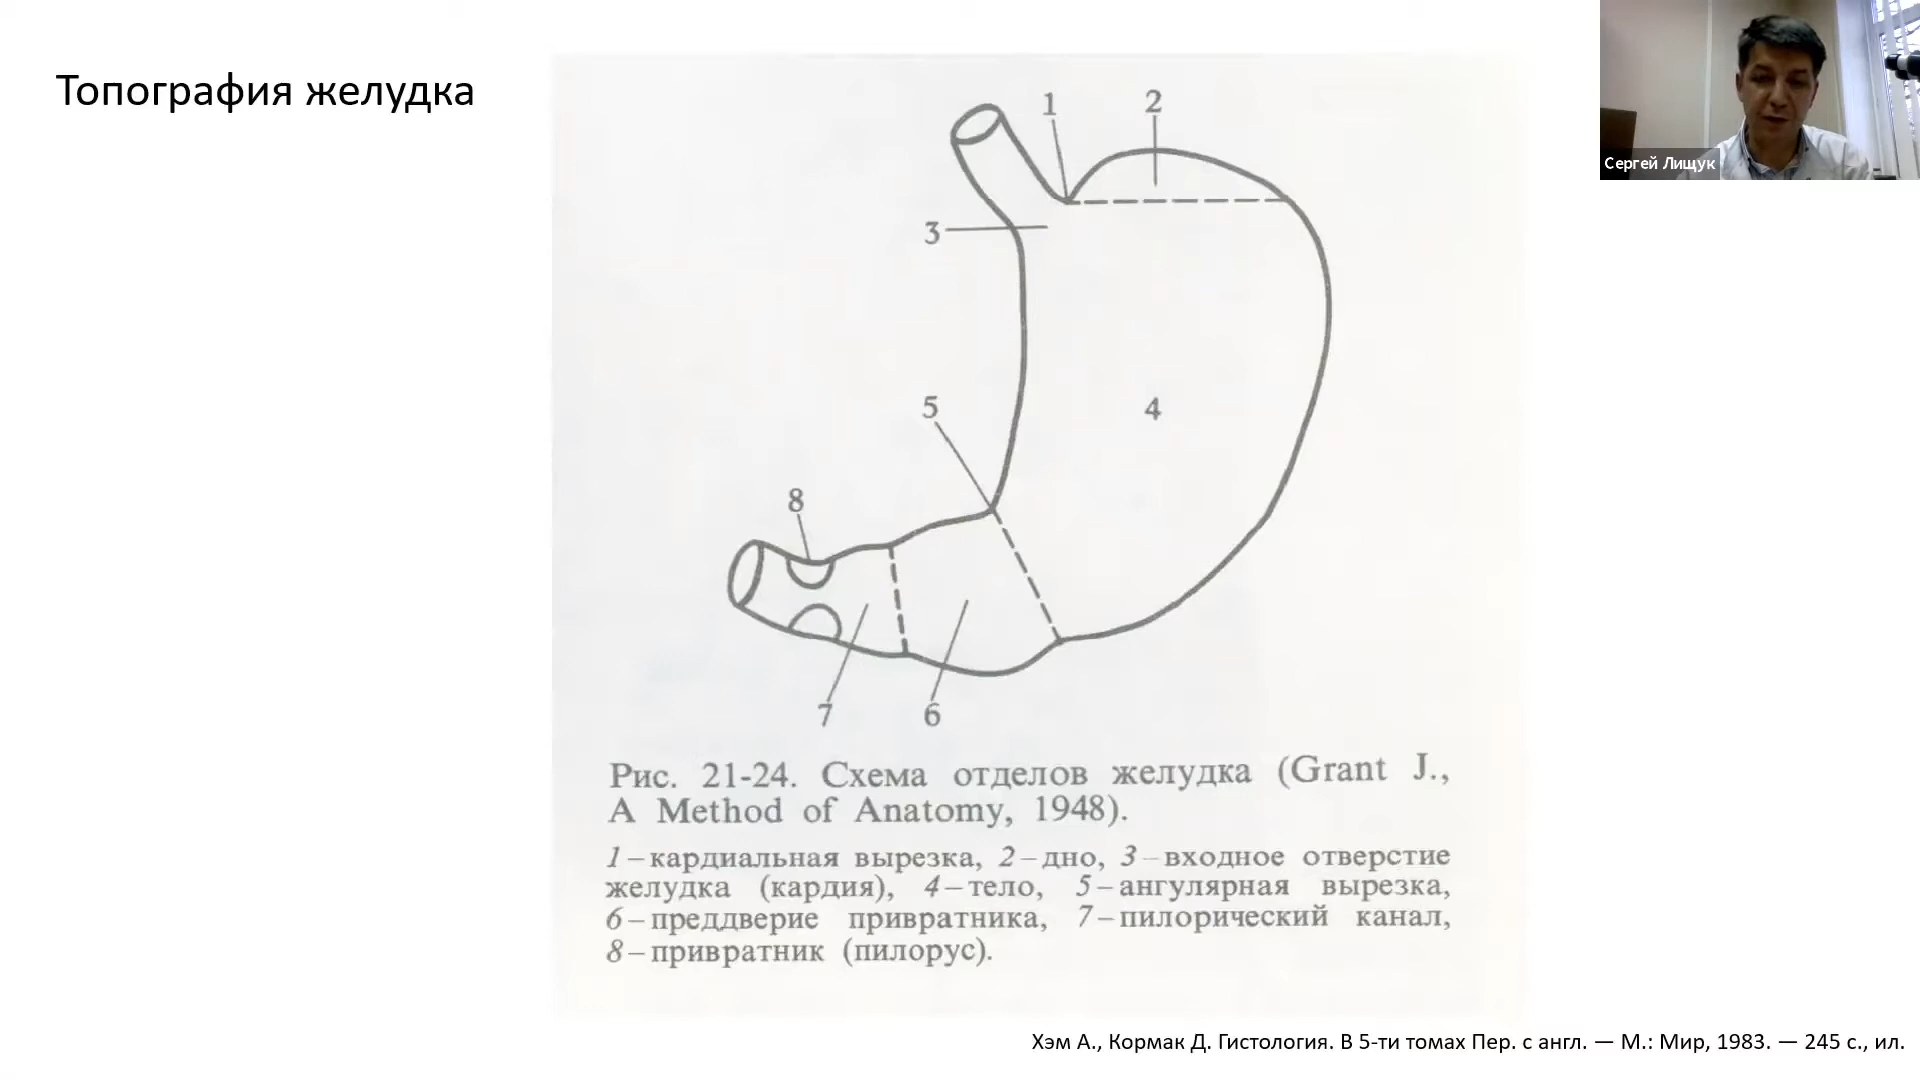 Топография желудка
Сергей Лищук
1
2
3
4
5
6
7
8
Рис. 21-24. Схема отделов желудка (Grant J.,
A Method of Anatomy, 1948).
1–кардиальная вырезка, 2–дно, 3–входное отверстие
желудка (кардия), 4–тело, 5–ангулярная вырезка,
6–преддверие привратника, 7–пилорический канал,
8–привратник (пилорус).
Хэм А., Кормак Д. Гистология. В 5-ти томах Пер. с англ. — М.: Мир, 1983. — 245 с., ил.